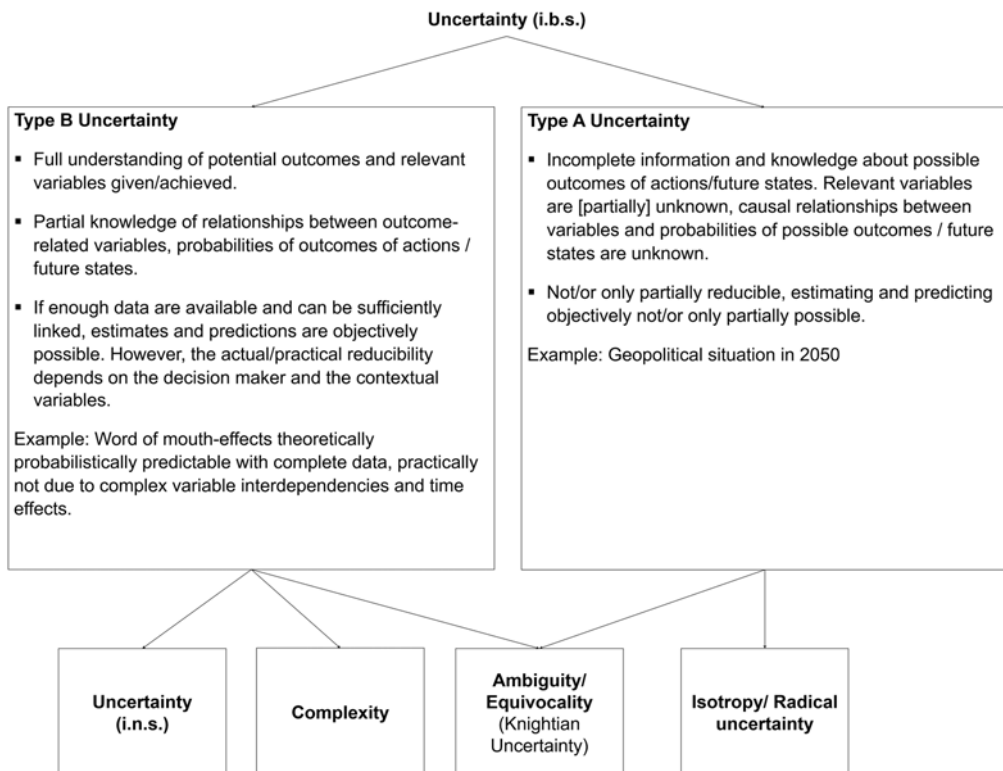 Uncertainty (i.b.s.)
Type B Uncertainty
▪ Full understanding of potential outcomes and relevant
variables given/achieved.
▪ Partial knowledge of relationships between outcome-
related variables, probabilities of outcomes of actions /
future states.
▪ If enough data are available and can be sufficiently
linked, estimates and predictions are objectively
possible. However, the actual/practical reducibility
depends on the decision maker and the contextual
variables.
Example: Word of mouth-effects theoretically
probabilistically predictable with complete data, practically
not due to complex variable interdependencies and time
effects.
Type A Uncertainty
▪ Incomplete information and knowledge about possible
outcomes of actions/future states. Relevant variables
are [partially] unknown, causal relationships between
variables and probabilities of possible outcomes / future
states are unknown.
▪ Not/or only partially reducible, estimating and predicting
objectively not/or only partially possible.
Example: Geopolitical situation in 2050
Uncertainty
(i.n.s.)
Complexity
Ambiguity/
Equivocality
(Knightian
Uncertainty)
Isotropy/ Radical
uncertainty